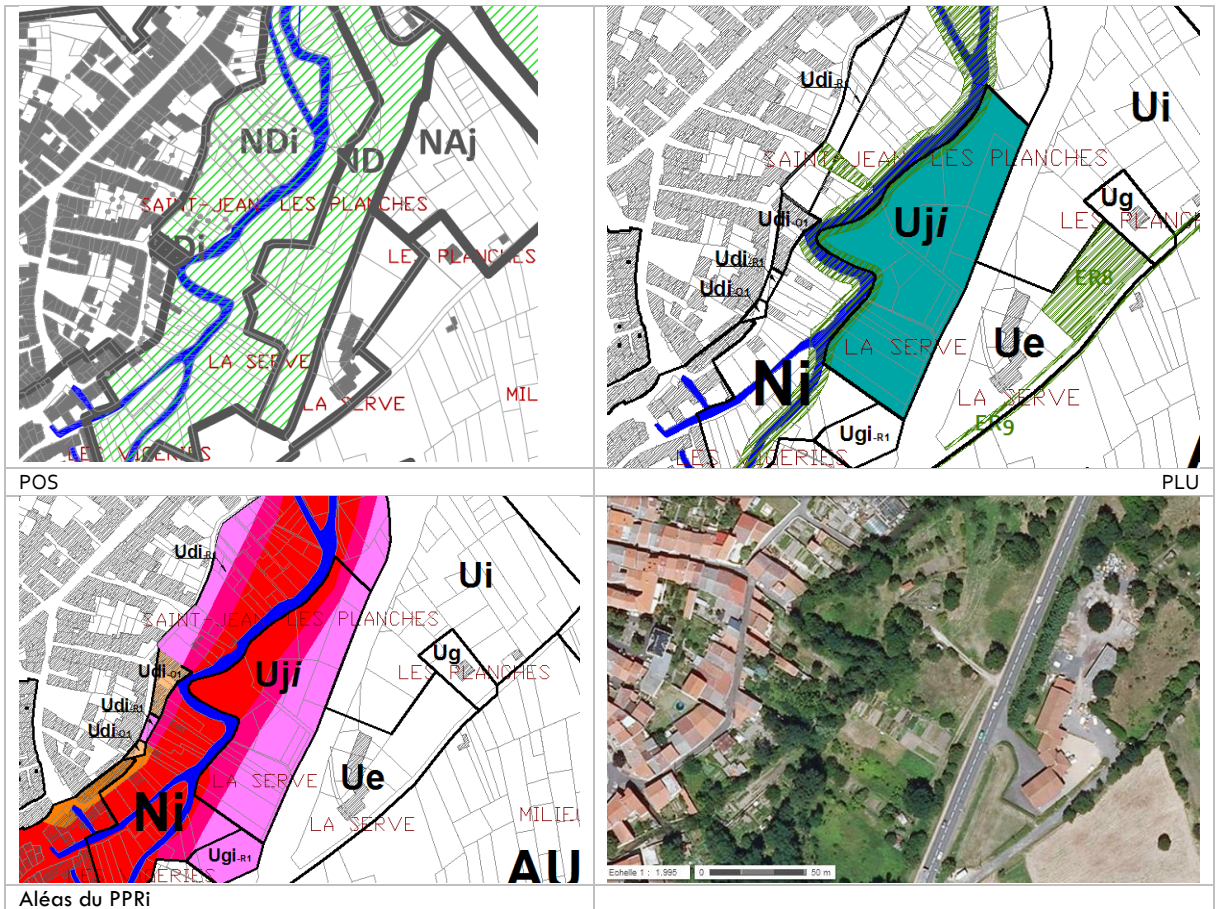 NDi
ND
NAj
SAINT-JEAN LES PLANCHES
Di
LES PLANCHES
LA SERVE
LA SERVE
MIL
LES VIGERIES
POS
Udi-R1
Ui
SAINT-JEAN LES PLANCHES
Ug
LES PLANCH
Udi-O1
Uji
Udi-R1
ER8
Udi-O1
LA SERVE
Ue
Ni
LA SERVE
ER9
Ugi-R1
LES VIGERIES
A
PLU
Udi-R1
Ui
SAINT-JEAN LES PLANCHES
Ug
Udi-O1
Uji
LES PLANCHES
Udi-R1
Udi-O1
LA SERVE
Ue
Ni
LA SERVE
MILIEU
Ugi-R1
AU
ERIES
Aléas du PPRi
Echelle 1 : 1,995 0 50 m